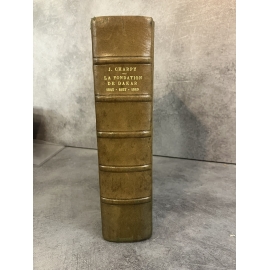 J. CHARPY
LA FONDATION
DE DAKAR
1845 - 1857 - 1869